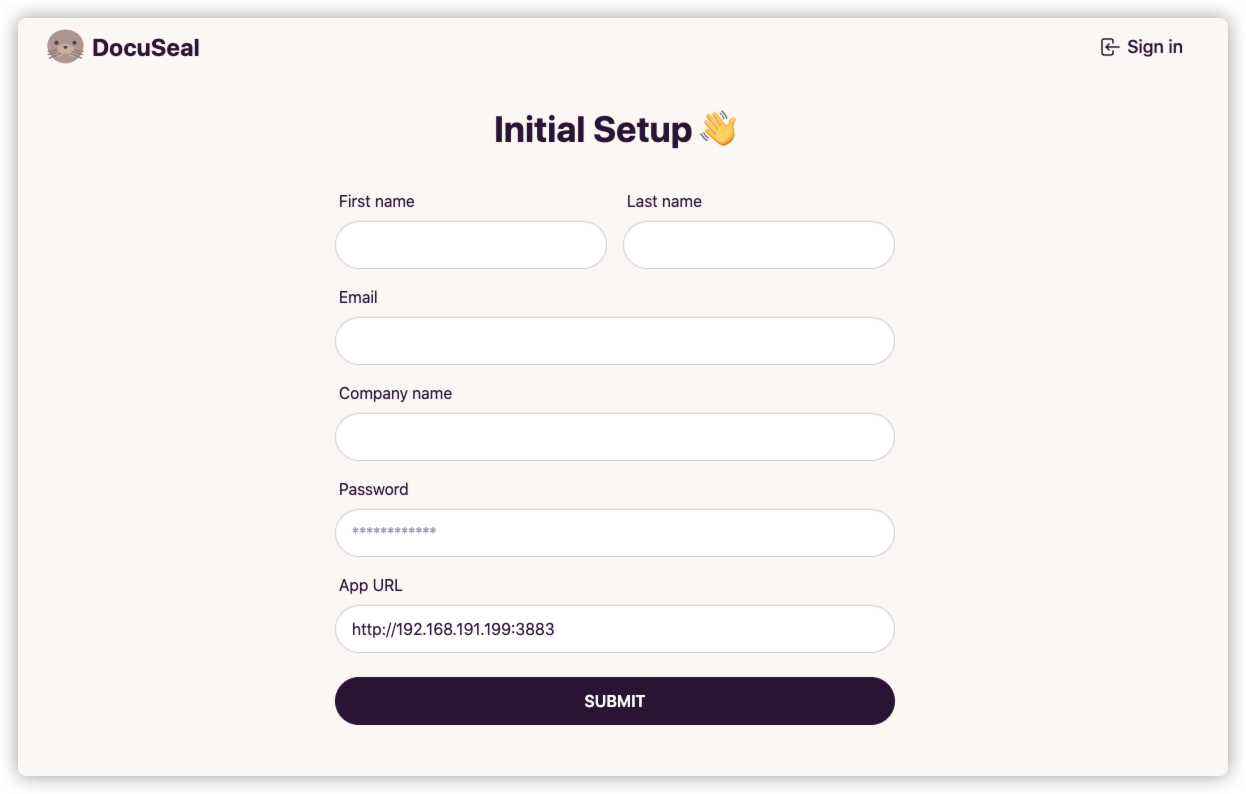 DocuSeal
Sign in
Initial Setup 👋
First name
Last name
Email
Company name
Password
************
App URL
http://192.168.191.199:3883
SUBMIT